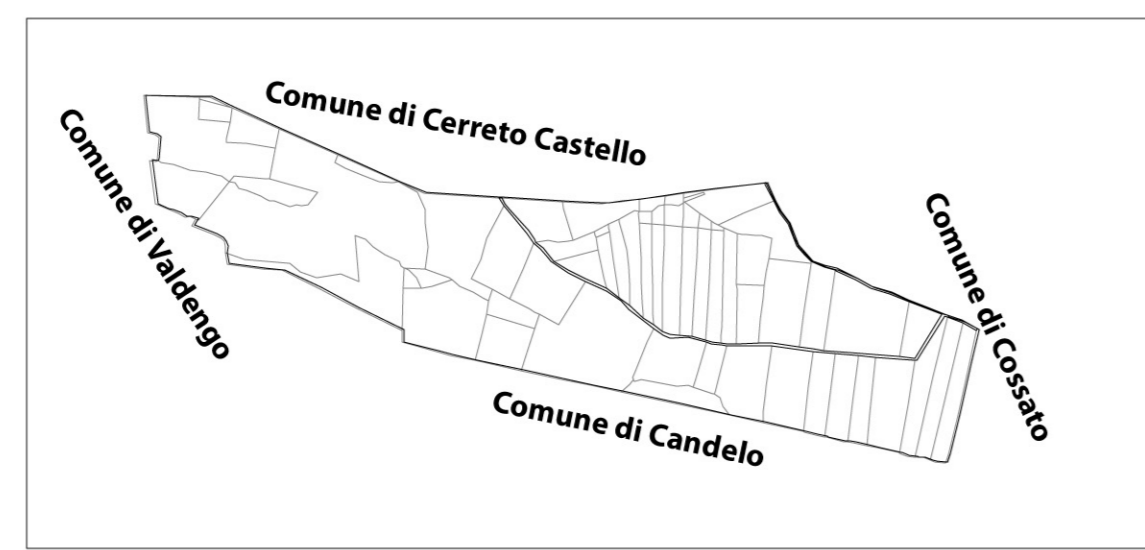 Comune di Cerreto Castello
Comune di Valdengo
Comune di Cossato
Comune di Candelo